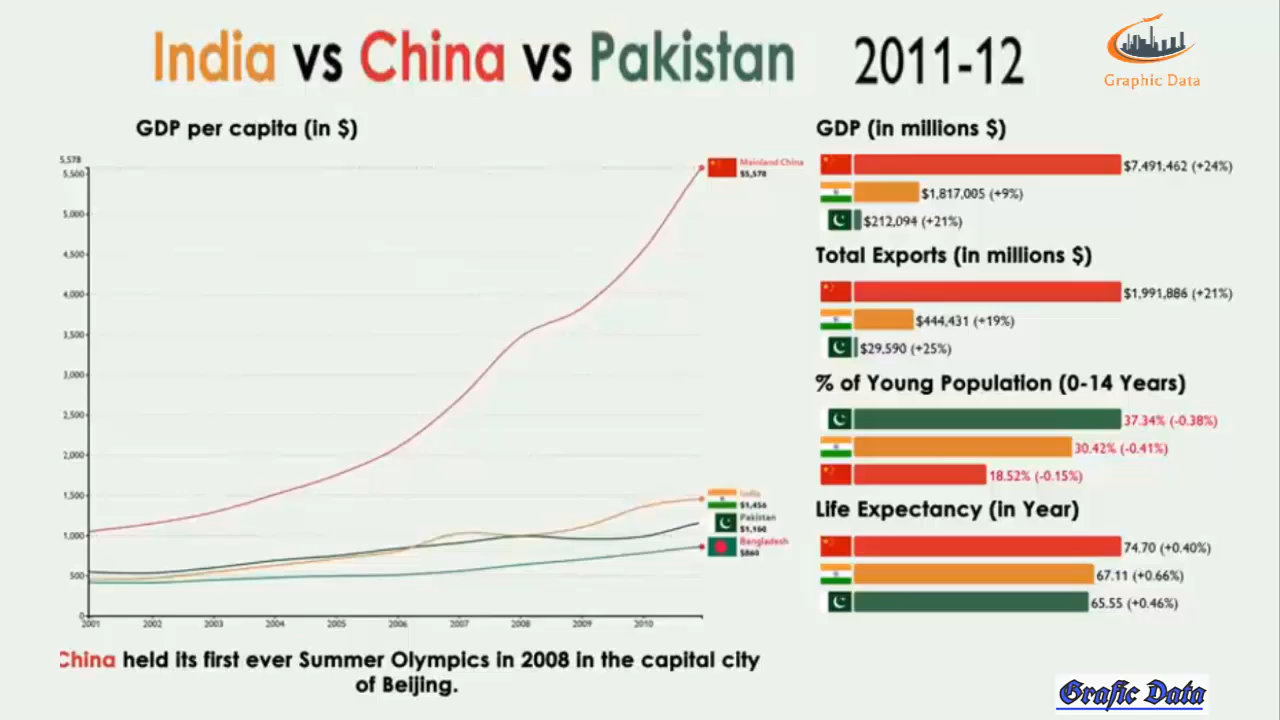 India vs China vs Pakistan 2011-12
Graphic Data
GDP per capita (in $)
5,578
5,500
5,000
4,500
4,000
3,500
3,000
2,500
2,000
1,500
1,000
500
0
2001 2002 2003 2004 2005 2006 2007 2008 2009 2010
Mainland China
$5,578
India
$1,456
Pakistan
$1,160
Bangladesh
$860
GDP (in millions $)
$7,491,462 (+24%)
$1,817,005 (+9%)
$212,094 (+21%)
Total Exports (in millions $)
$1,991,886 (+21%)
$444,431 (+19%)
$29,590 (+25%)
% of Young Population (0-14 Years)
37.34% (-0.38%)
30.42% (-0.41%)
18.52% (-0.15%)
Life Expectancy (in Year)
74.70 (+0.40%)
67.11 (+0.66%)
65.55 (+0.46%)
China held its first ever Summer Olympics in 2008 in the capital city
of Beijing.
Grafic Data